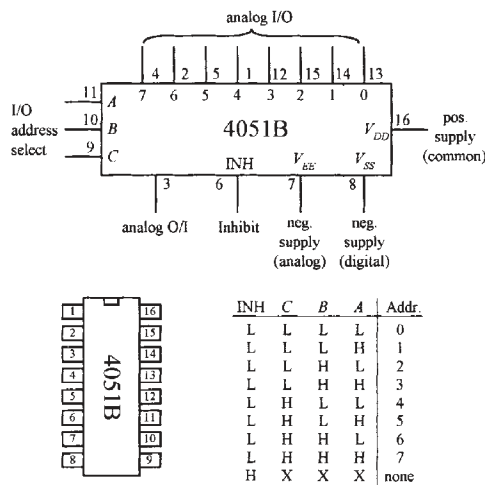 analog I/O
4 2 5 1 12 15 14 13
7 6 5 4 3 2 1 0
11 A
I/O address select
10 B
9 C
4051B
V_DD 16
pos. supply (common)
INH V_EE V_SS
3 6 7 8
analog O/I
Inhibit
neg. supply (analog)
neg. supply (digital)
1 16
2 15
3 14
4 13
5 12
6 11
7 10
8 9
4051B
INH C B A Addr.
L L L L 0
L L L H 1
L L H L 2
L L H H 3
L H L L 4
L H L H 5
L H H L 6
L H H H 7
H X X X none